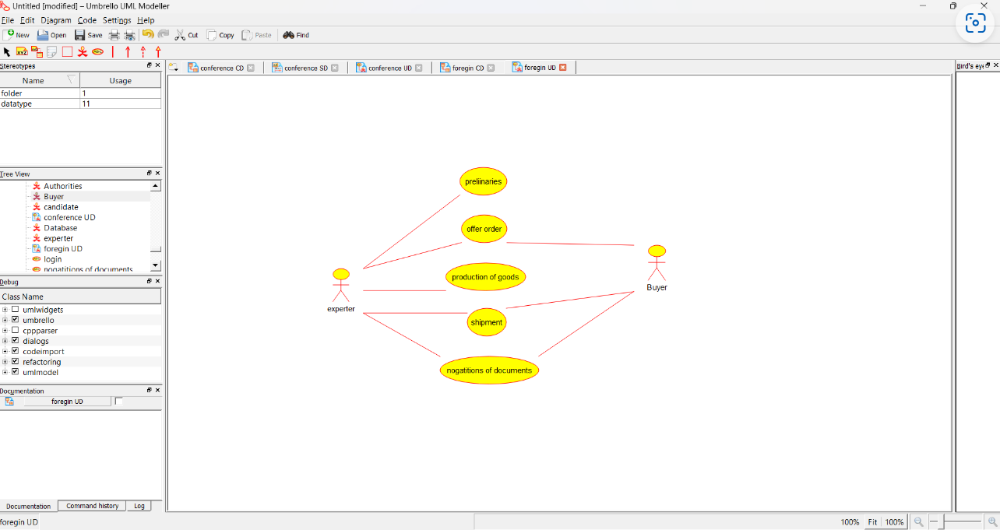 Untitled [modified] – Umbrello UML Modeller
File Edit Diagram Code Settings Help
New Open Save Cut Copy Paste Find
XYZ
ABC
Stereotypes
Name Usage
folder 1
datatype 11
Tree View
Authorities
Buyer
candidate
conference UD
Database
experter
foregin UD
login
nogatitions of documents
Debug
Class Name
umlwidgets
umbrello
cppparser
dialogs
codeimport
refactoring
umlmodel
Documentation
foregin UD
Documentation Command history Log
foregin UD
conference CD conference SD conference UD foregin CD foregin UD
preliinaries
offer order
production of goods
shipment
nogatitions of documents
experter
Buyer
Bird's eye
100% Fit 100%